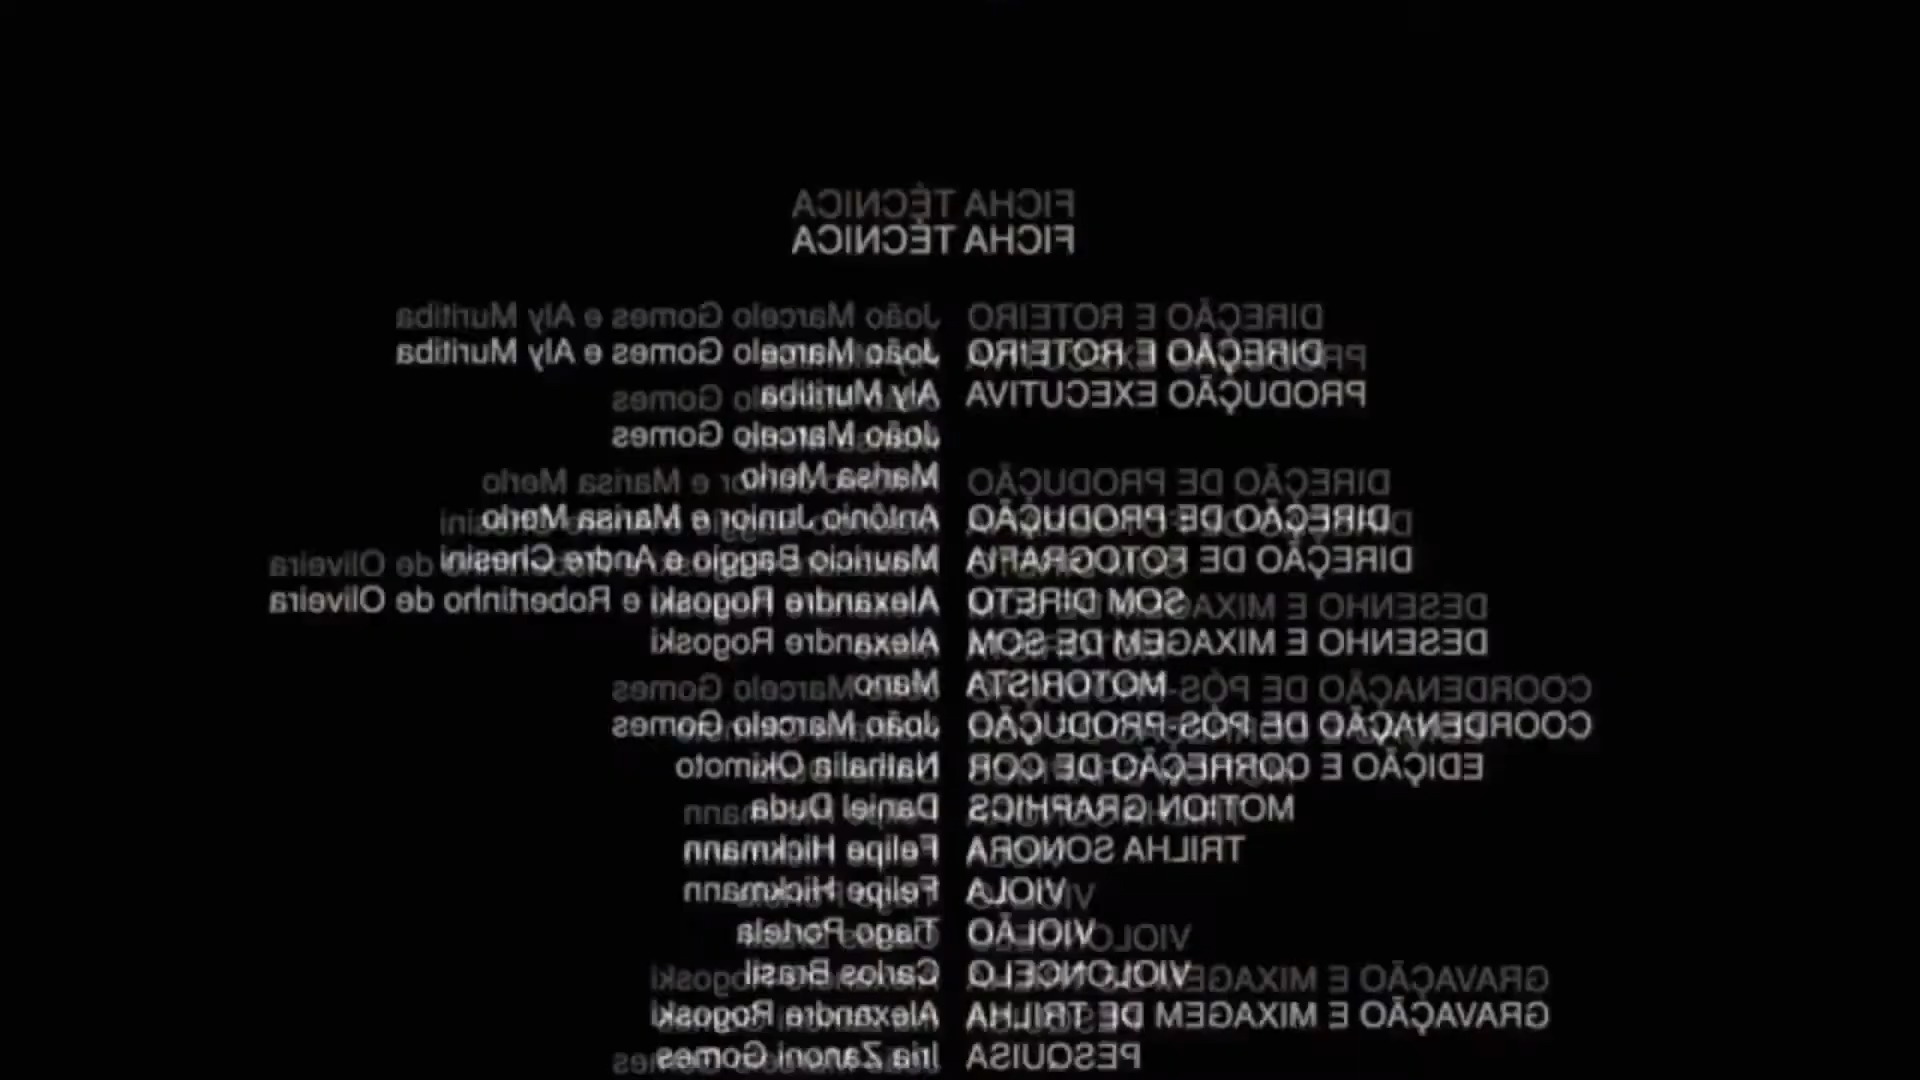 FICHA TÉCNICA
DIREÇÃO E ROTEIRO João Marcelo Gomes e Aly Muritiba
PRODUÇÃO EXECUTIVA Aly Muritiba
João Marcelo Gomes
Marisa Merlo
DIREÇÃO DE PRODUÇÃO Antônio Junior e Marisa Merlo
DIREÇÃO DE FOTOGRAFIA Mauricio Baggio e Andre Chesini
SOM DIRETO Alexandre Rogoski e Robertinho de Oliveira
DESENHO E MIXAGEM DE SOM Alexandre Rogoski
MOTORISTA Mano
COORDENAÇÃO DE PÓS-PRODUÇÃO João Marcelo Gomes
EDIÇÃO E CORREÇÃO DE COR Nathalia Okimoto
MOTION GRAPHICS Daniel Duda
TRILHA SONORA Felipe Hickmann
VIOLA Felipe Hickmann
VIOLÃO Tiago Portela
VIOLONCELO Carlos Brasil
GRAVAÇÃO E MIXAGEM DE TRILHA Alexandre Rogoski
PESQUISA Iria Zanoni Gomes